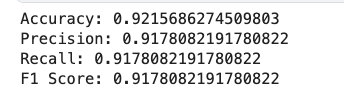 Accuracy: 0.9215686274509803
Precision: 0.9178082191780822
Recall: 0.9178082191780822
F1 Score: 0.9178082191780822